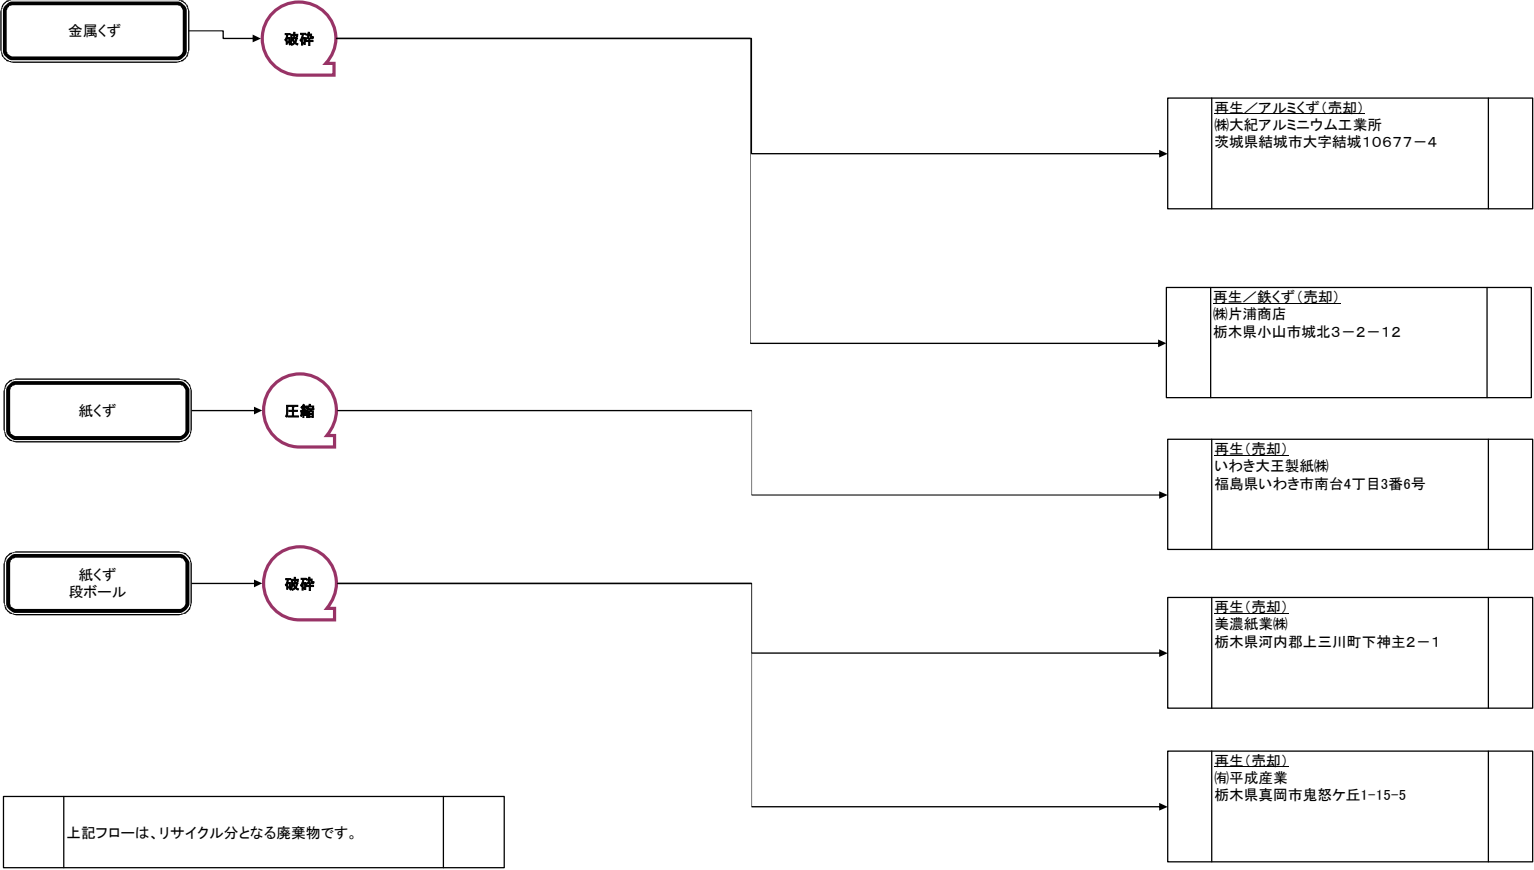 金属くず
破砕
再生／アルミくず（売却）
㈱大紀アルミニウム工業所
茨城県結城市大字結城１０６７７－４
再生／鉄くず（売却）
㈱片浦商店
栃木県小山市城北３－２－１２
紙くず
圧縮
再生（売却）
いわき大王製紙㈱
福島県いわき市南台4丁目3番6号
紙くず
段ボール
破砕
再生（売却）
美濃紙業㈱
栃木県河内郡上三川町下神主２－１
再生（売却）
㈲平成産業
栃木県真岡市鬼怒ケ丘1-15-5
上記フローは、リサイクル分となる廃棄物です。